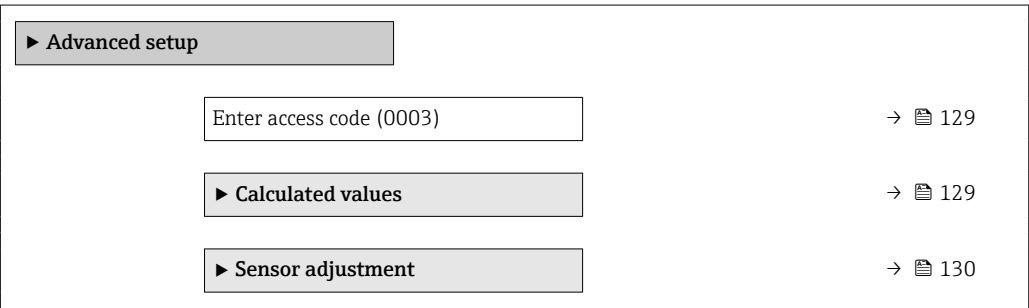 ▶ Advanced setup
Enter access code (0003) → 🖹 129
▶ Calculated values → 🖹 129
▶ Sensor adjustment → 🖹 130